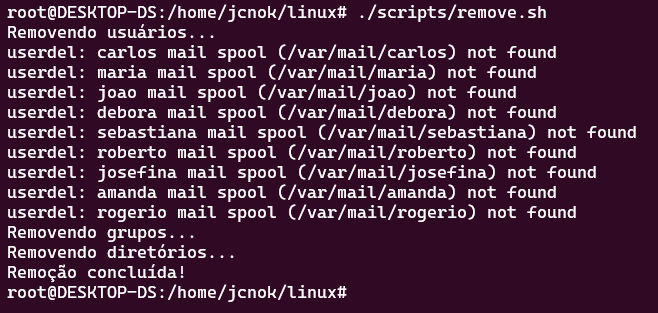 root@DESKTOP-DS:/home/jcnok/linux# ./scripts/remove.sh
Removendo usuários...
userdel: carlos mail spool (/var/mail/carlos) not found
userdel: maria mail spool (/var/mail/maria) not found
userdel: joao mail spool (/var/mail/joao) not found
userdel: debora mail spool (/var/mail/debora) not found
userdel: sebastiana mail spool (/var/mail/sebastiana) not found
userdel: roberto mail spool (/var/mail/roberto) not found
userdel: josefina mail spool (/var/mail/josefina) not found
userdel: amanda mail spool (/var/mail/amanda) not found
userdel: rogerio mail spool (/var/mail/rogerio) not found
Removendo grupos...
Removendo diretórios...
Remoção concluída!
root@DESKTOP-DS:/home/jcnok/linux#